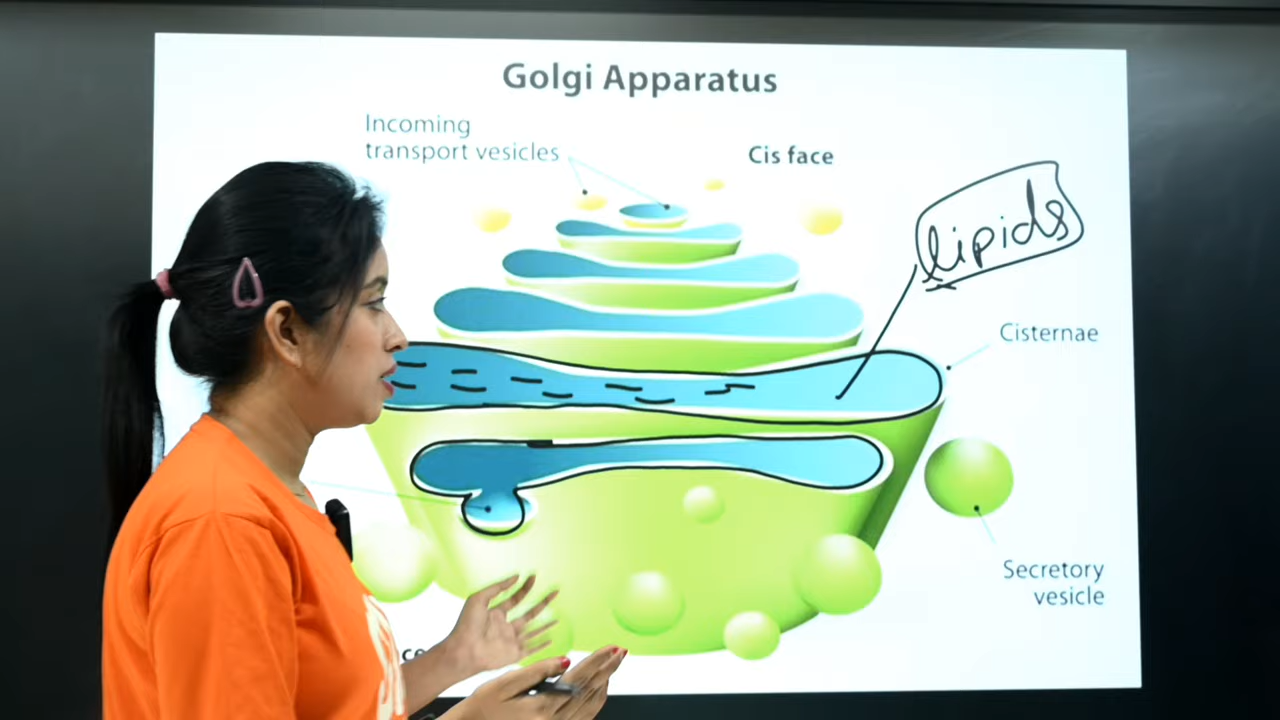 Golgi Apparatus
Incoming
transport vesicles
Cis face
lipids
Cisternae
Secretory
vesicle